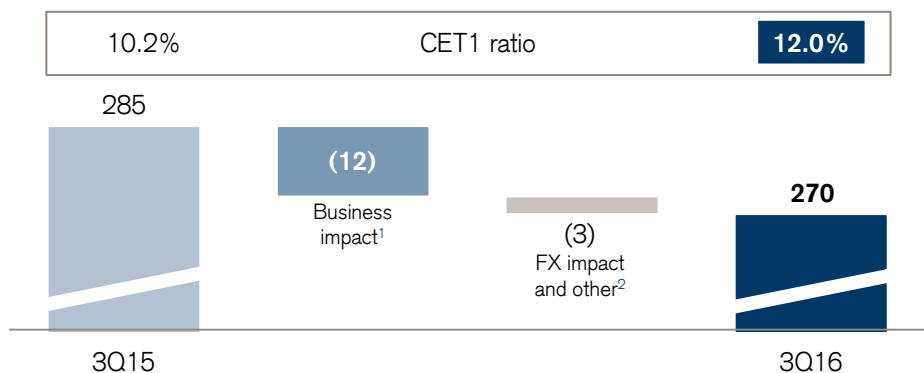 10.2% CET1 ratio 12.0%
285
(12)
Business
impact1
(3)
FX impact
and other2
270
3Q15 3Q16